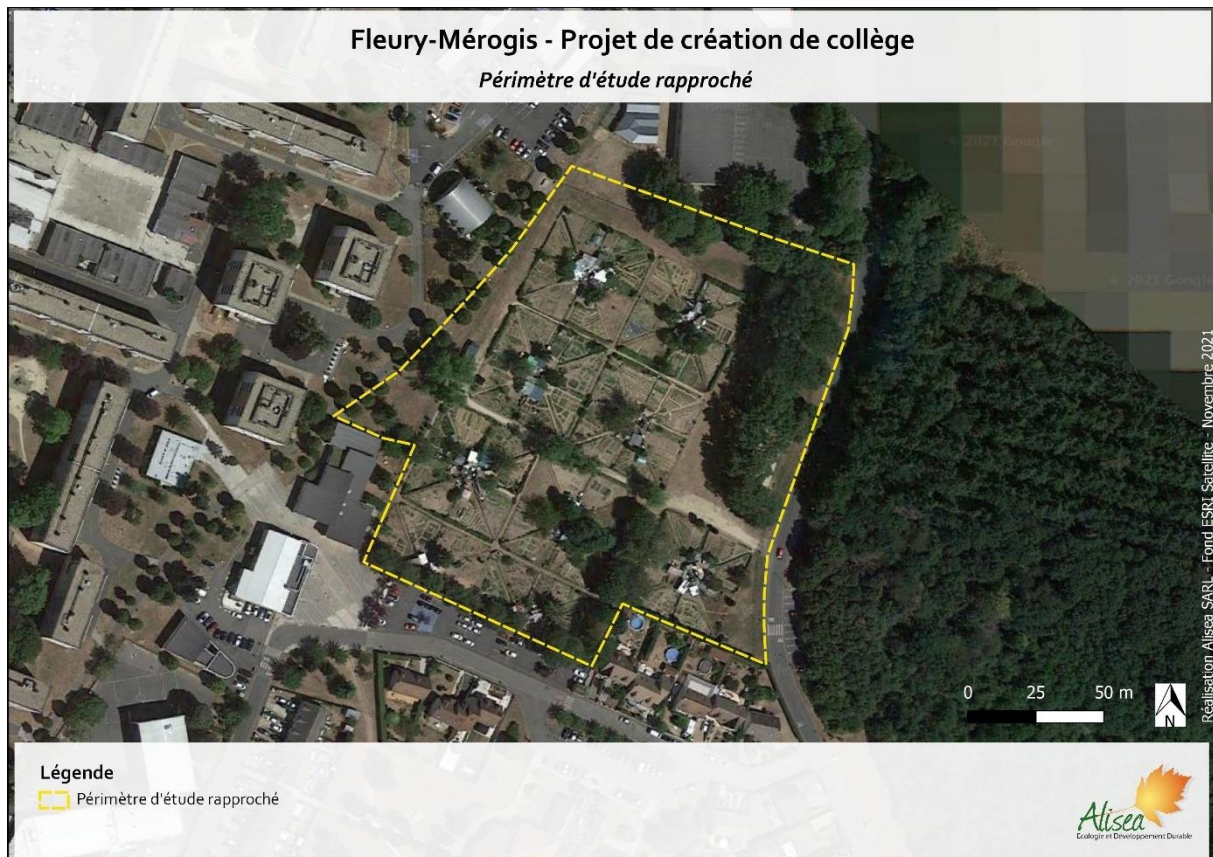 Fleury-Mérogis - Projet de création de collège
Périmètre d'étude rapproché
© 2021 Google
© 2021 Google
0 25 50 m
N
Réalisation Alisea SARL - Fond ESRI Satellite - Novembre 2021
Légende
Périmètre d'étude rapproché
Alisea
Ecologie et Développement Durable